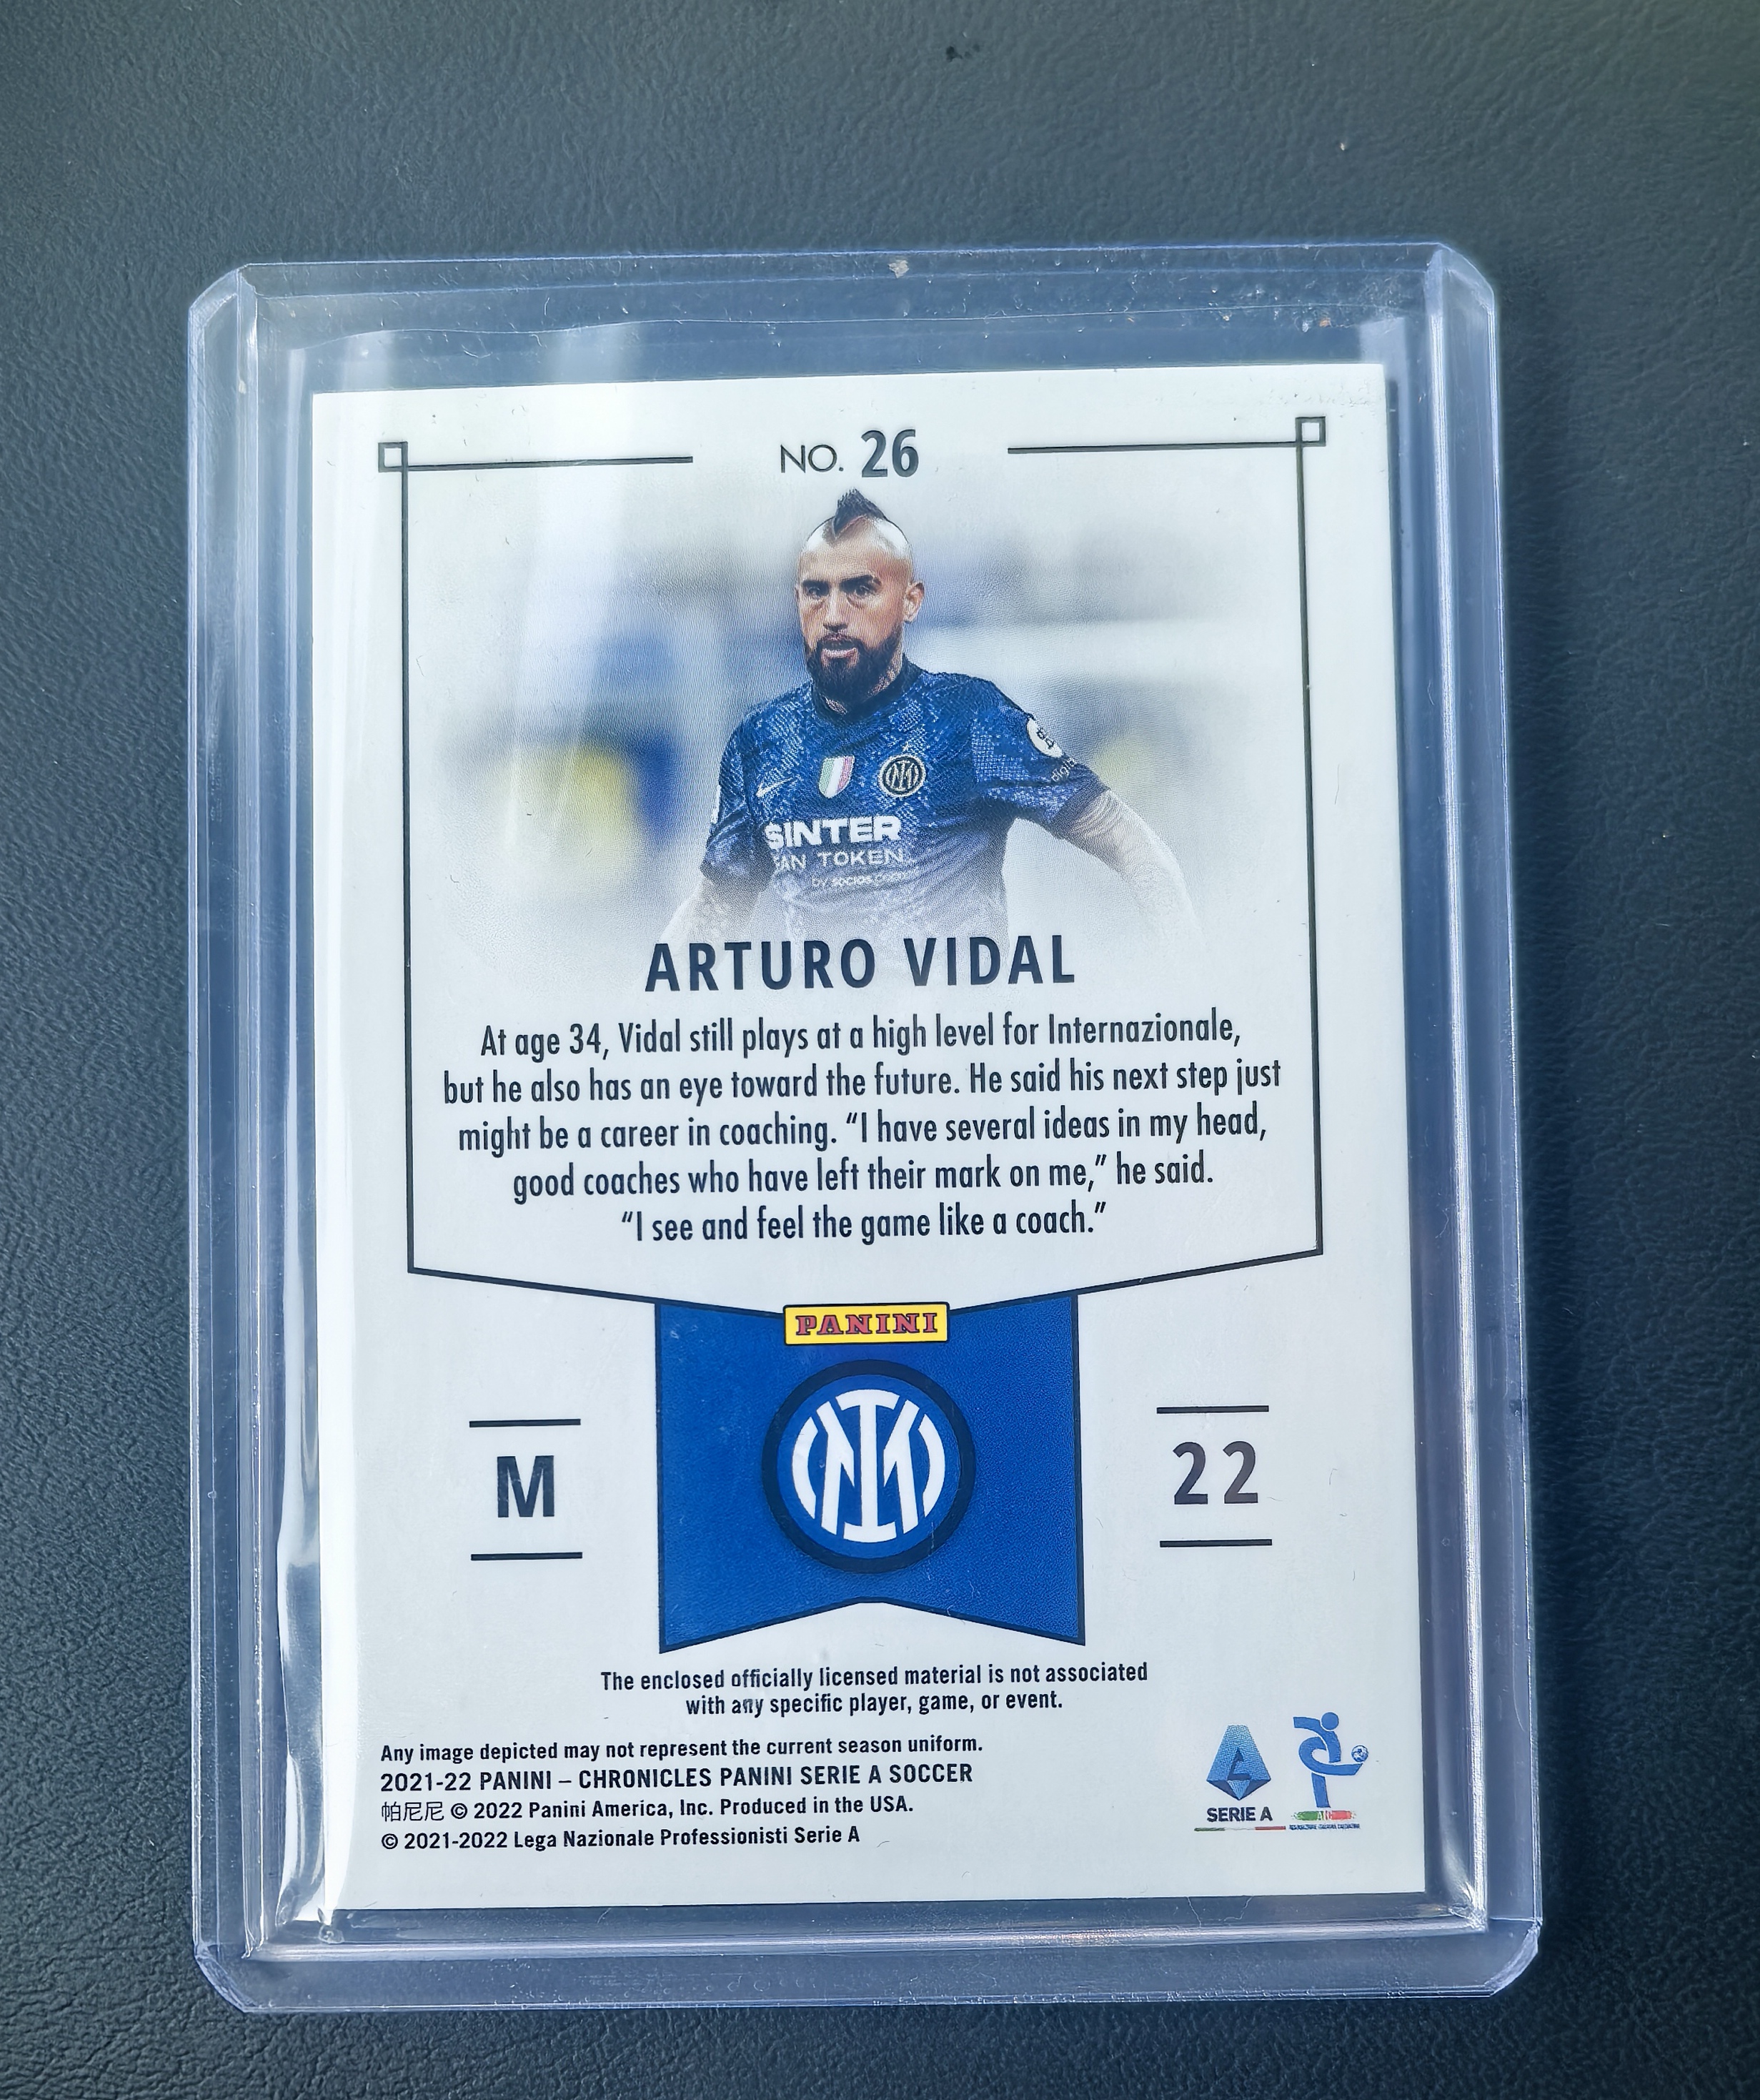 NO. 26
$INTER
FAN TOKEN
by socios.com
ARTURO VIDAL
At age 34, Vidal still plays at a high level for Internazionale,
but he also has an eye toward the future. He said his next step just
might be a career in coaching. “I have several ideas in my head,
good coaches who have left their mark on me,” he said.
“I see and feel the game like a coach.”
PANINI
M
22
The enclosed officially licensed material is not associated
with any specific player, game, or event.
Any image depicted may not represent the current season uniform.
2021-22 PANINI – CHRONICLES PANINI SERIE A SOCCER
帕尼尼 © 2022 Panini America, Inc. Produced in the USA.
© 2021-2022 Lega Nazionale Professionisti Serie A
SERIE A